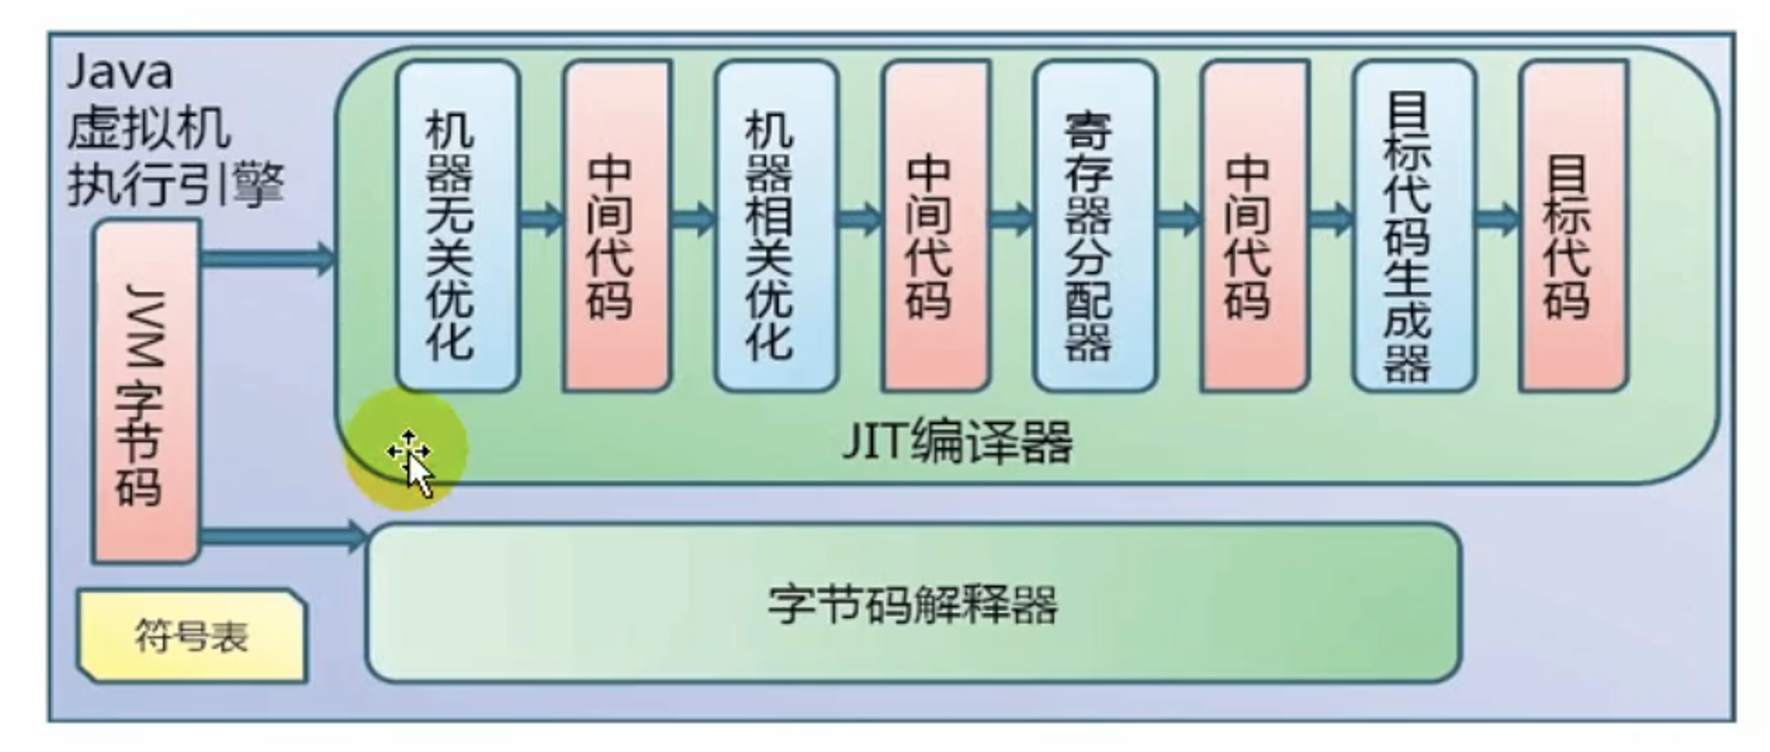 Java
虚拟机
执行引擎
JVM字节码
符号表
机器无关优化
中间代码
机器相关优化
中间代码
寄存器分配器
中间代码
目标代码生成器
目标代码
JIT编译器
字节码解释器